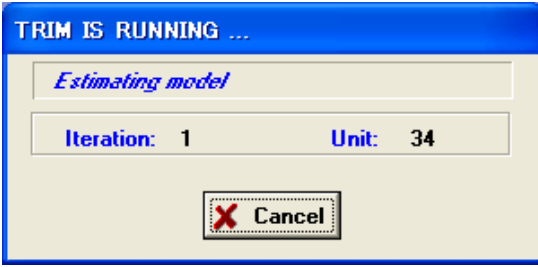 TRIM IS RUNNING ...
Estimating model
Iteration: 1 Unit: 34
Cancel